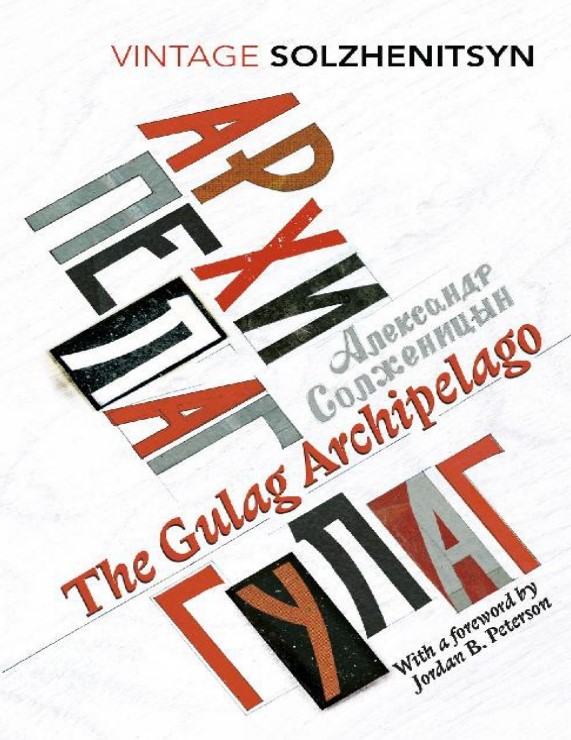 VINTAGE SOLZHENITSYN
АРХИ
ПЕЛАГ
Александр
Солженицын
The Gulag Archipelago
ГУЛАГ
With a foreword by
Jordan B. Peterson